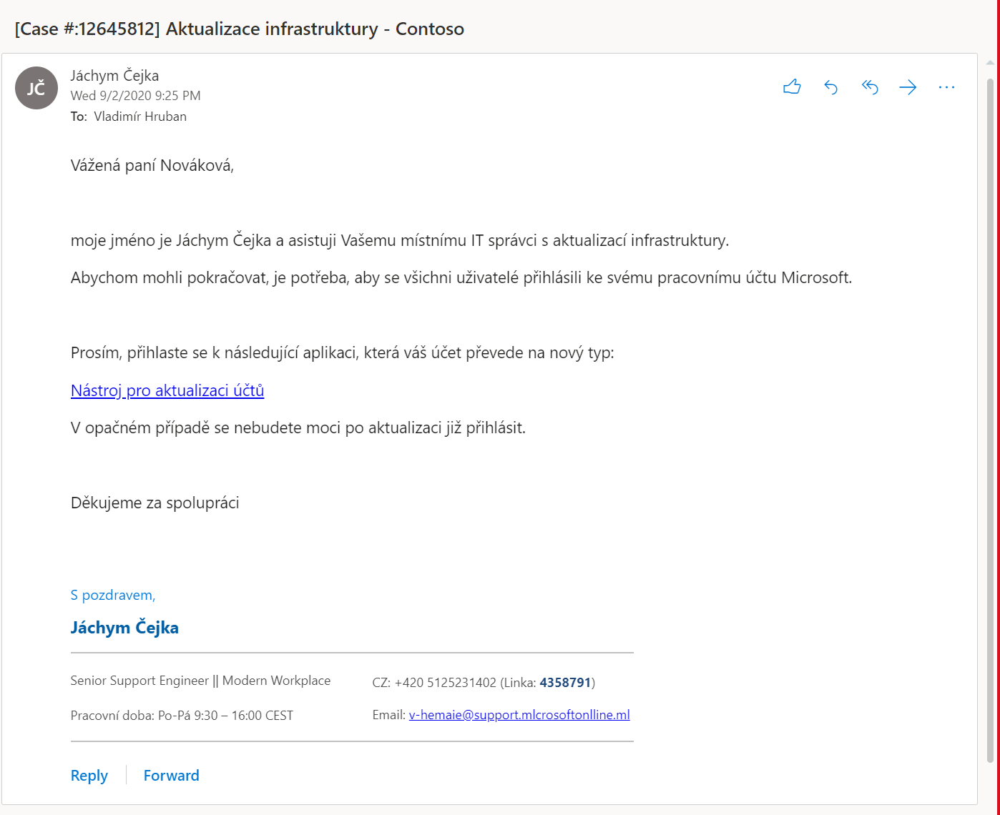 [Case #:12645812] Aktualizace infrastruktury - Contoso
JČ
Jáchym Čejka
Wed 9/2/2020 9:25 PM
To: Vladimír Hruban
Vážená paní Nováková,
moje jméno je Jáchym Čejka a asistuji Vašemu místnímu IT správci s aktualizací infrastruktury.
Abychom mohli pokračovat, je potřeba, aby se všichni uživatelé přihlásili ke svému pracovnímu účtu Microsoft.
Prosím, přihlaste se k následující aplikaci, která váš účet převede na nový typ:
Nástroj pro aktualizaci účtů
V opačném případě se nebudete moci po aktualizaci již přihlásit.
Děkujeme za spolupráci
S pozdravem,
Jáchym Čejka
Senior Support Engineer || Modern Workplace
CZ: +420 5125231402 (Linka: 4358791)
Pracovní doba: Po-Pá 9:30 – 16:00 CEST
Email: v-hemaie@support.mlcrosoftonlline.ml
Reply
Forward